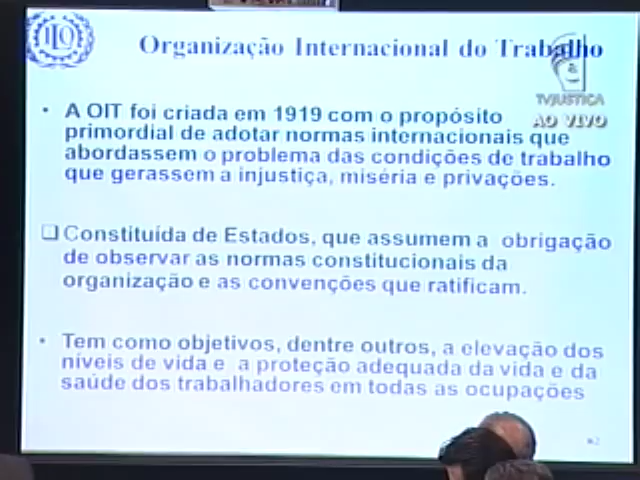 ILO
Organização Internacional do Trabalho
TVJUSTIÇA
AO VIVO
• A OIT foi criada em 1919 com o propósito
primordial de adotar normas internacionais que
abordassem o problema das condições de trabalho
que gerassem a injustiça, miséria e privações.
❑ Constituída de Estados, que assumem a obrigação
de observar as normas constitucionais da
organização e as convenções que ratificam.
• Tem como objetivos, dentre outros, a elevação dos
níveis de vida e a proteção adequada da vida e da
saúde dos trabalhadores em todas as ocupações
2